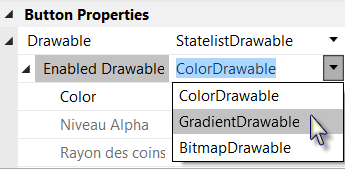 Button Properties
Drawable StatelistDrawable
Enabled Drawable ColorDrawable
Color ColorDrawable
Niveau Alpha GradientDrawable
Rayon des coins BitmapDrawable